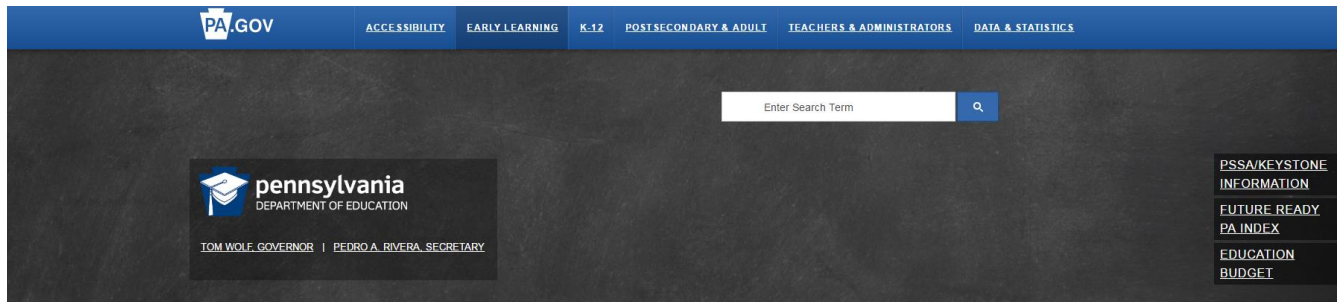 PA.GOV ACCESSIBILITY EARLY LEARNING K-12 POSTSECONDARY & ADULT TEACHERS & ADMINISTRATORS DATA & STATISTICS
Enter Search Term
pennsylvania
DEPARTMENT OF EDUCATION
TOM WOLF, GOVERNOR | PEDRO A. RIVERA, SECRETARY
PSSA/KEYSTONE
INFORMATION
FUTURE READY
PA INDEX
EDUCATION
BUDGET